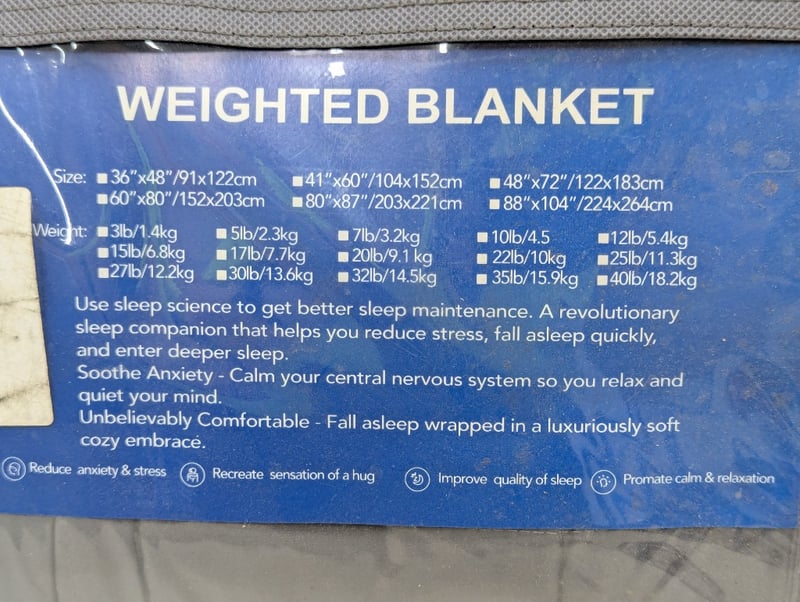 WEIGHTED BLANKET
Size: ■36”x48”/91x122cm ■41”x60”/104x152cm ■48”x72”/122x183cm
■60”x80”/152x203cm ■80”x87”/203x221cm ■88”x104”/224x264cm
Weight: ■3lb/1.4kg ■5lb/2.3kg ■7lb/3.2kg ■10lb/4.5 ■12lb/5.4kg
■15lb/6.8kg ■17lb/7.7kg ■20lb/9.1 kg ■22lb/10kg ■25lb/11.3kg
■27lb/12.2kg ■30lb/13.6kg ■32lb/14.5kg ■35lb/15.9kg ■40lb/18.2kg
Use sleep science to get better sleep maintenance. A revolutionary
sleep companion that helps you reduce stress, fall asleep quickly,
and enter deeper sleep.
Soothe Anxiety - Calm your central nervous system so you relax and
quiet your mind.
Unbelievably Comfortable - Fall asleep wrapped in a luxuriously soft
cozy embrace.
Reduce anxiety & stress Recreate sensation of a hug Improve quality of sleep Promate calm & relaxation